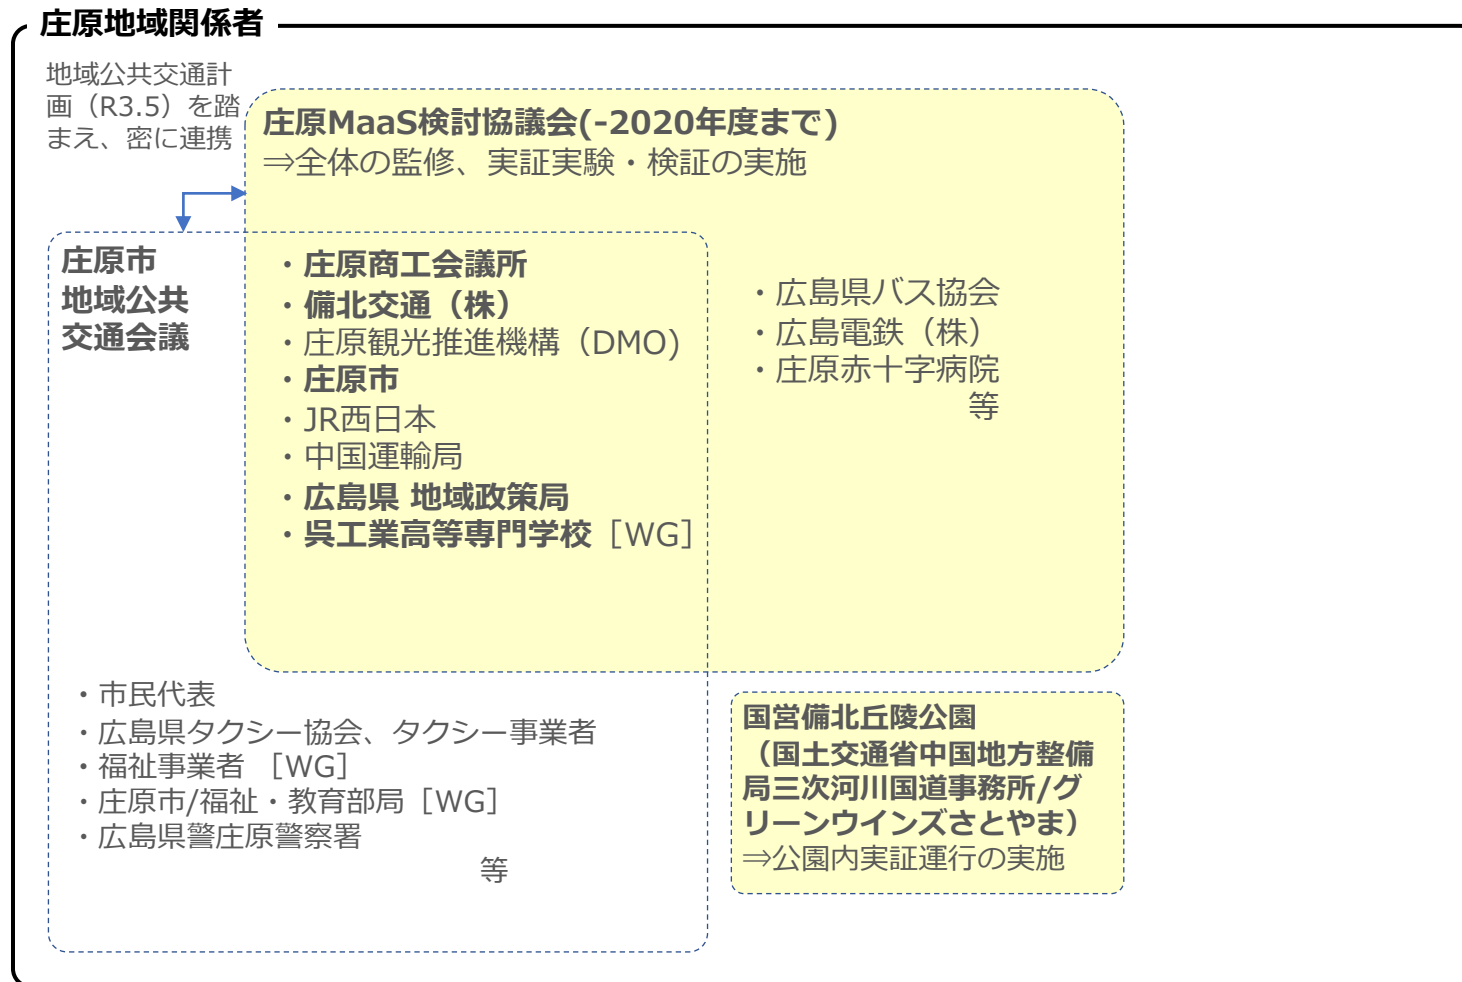 庄原地域関係者
地域公共交通計
画（R3.5）を踏
まえ、密に連携
庄原MaaS検討協議会(-2020年度まで)
⇒全体の監修、実証実験・検証の実施
庄原市
地域公共
交通会議
・庄原商工会議所
・備北交通（株）
・庄原観光推進機構（DMO)
・庄原市
・JR西日本
・中国運輸局
・広島県 地域政策局
・呉工業高等専門学校［WG］
・広島県バス協会
・広島電鉄（株）
・庄原赤十字病院
等
・市民代表
・広島県タクシー協会、タクシー事業者
・福祉事業者 ［WG］
・庄原市/福祉・教育部局［WG］
・広島県警庄原警察署
等
国営備北丘陵公園
（国土交通省中国地方整備
局三次河川国道事務所/グ
リーンウインズさとやま）
⇒公園内実証運行の実施